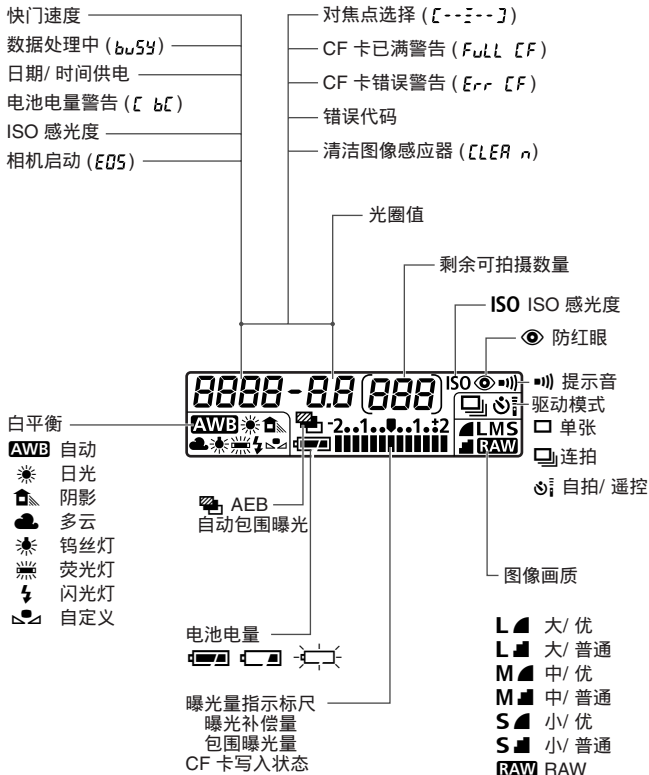 快门速度
数据处理中 (buSY)
日期/ 时间供电
电池电量警告 ([ b[)
ISO 感光度
相机启动 (EOS)
对焦点选择 ([--:--])
CF 卡已满警告 (FuLL CF)
CF 卡错误警告 (Err CF)
错误代码
清洁图像感应器 (CLEA n)
光圈值
剩余可拍摄数量
ISO ISO 感光度
防红眼
提示音
驱动模式
单张
连拍
自拍/ 遥控
8888-8.8 [888] ISO
AWB -2..1..0..1..+2 LMS
RAW
白平衡
AWB 自动
日光
阴影
多云
钨丝灯
荧光灯
闪光灯
自定义
AEB
自动包围曝光
电池电量
曝光量指示标尺
曝光补偿量
包围曝光量
CF 卡写入状态
图像画质
L 大/ 优
L 大/ 普通
M 中/ 优
M 中/ 普通
S 小/ 优
S 小/ 普通
RAW RAW